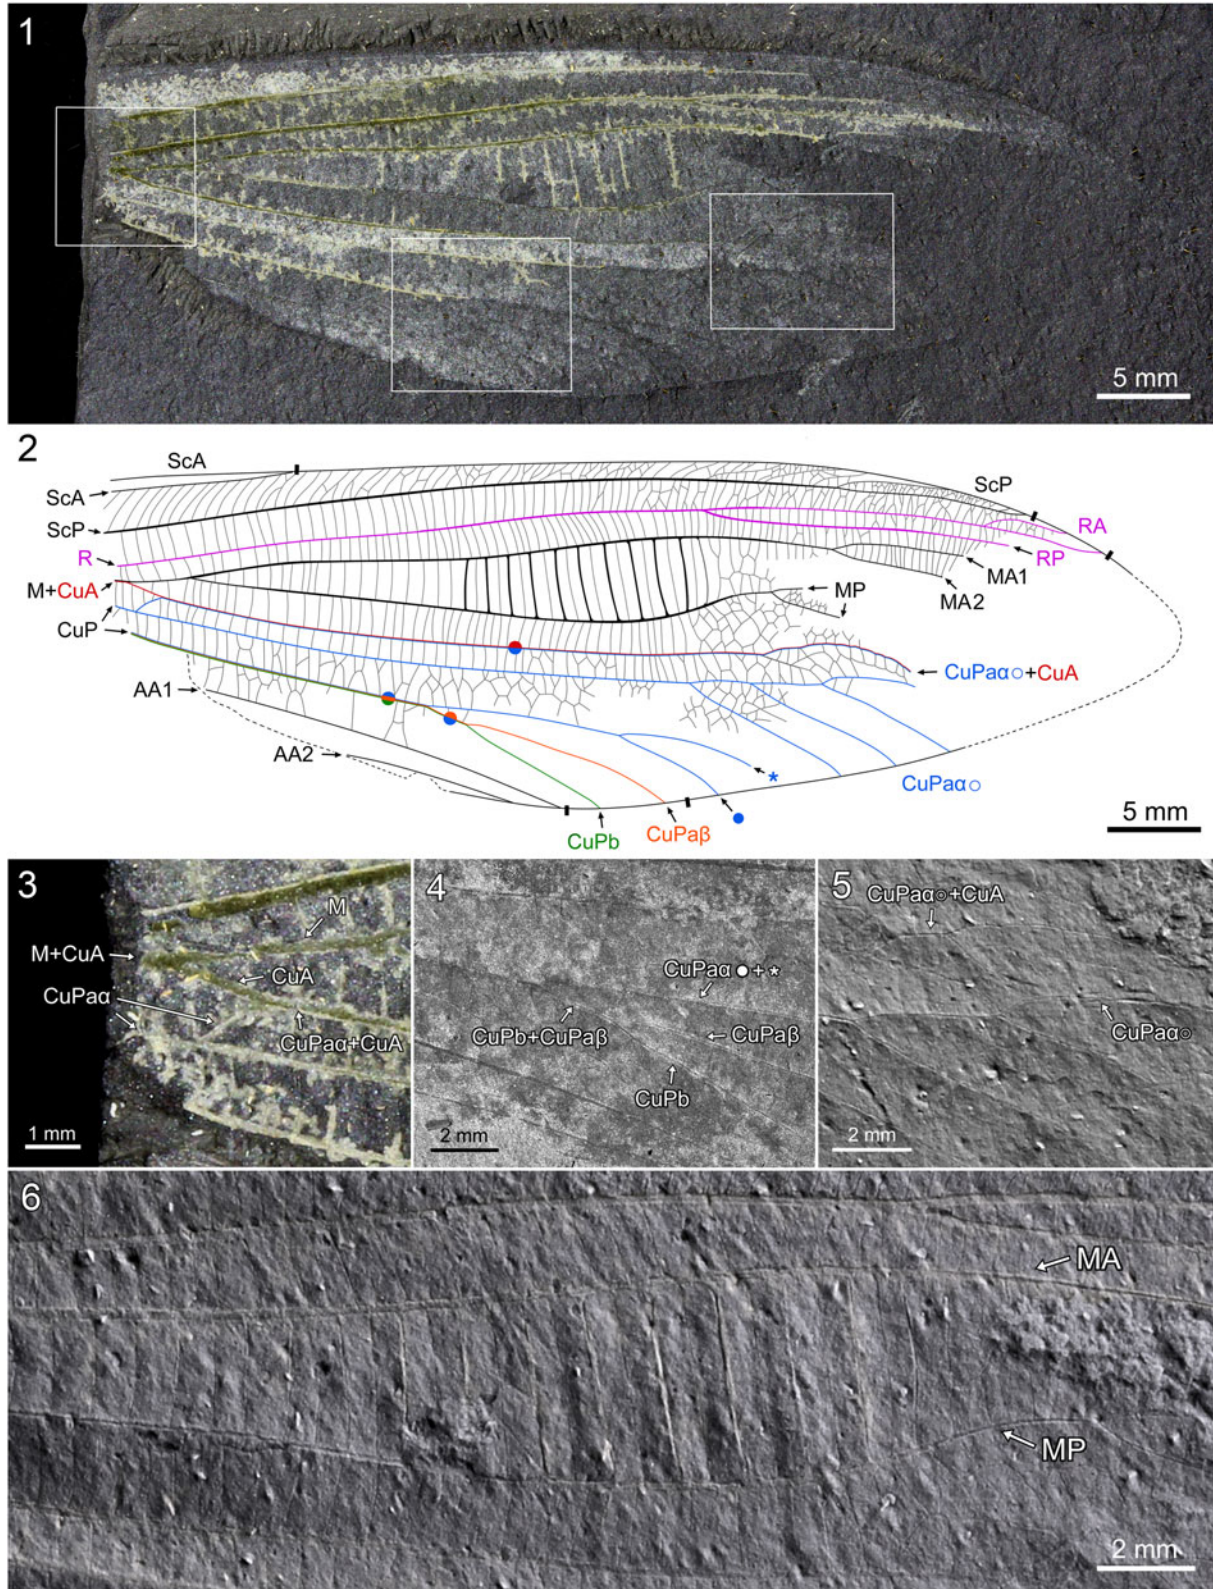 1
5 mm
2
ScA
ScA
ScP
ScP
R
RA
RP
M+CuA
MA1
MA2
MP
CuP
CuPaα○+CuA
AA1
AA2
*
CuPaα○
●
CuPb
CuPaβ
5 mm
3
M
M+CuA
CuA
CuPaα
CuPaα+CuA
1 mm
4
CuPaα●+*
CuPb+CuPaβ
CuPaβ
CuPb
2 mm
5
CuPaα○+CuA
CuPaα○
2 mm
6
MA
MP
2 mm